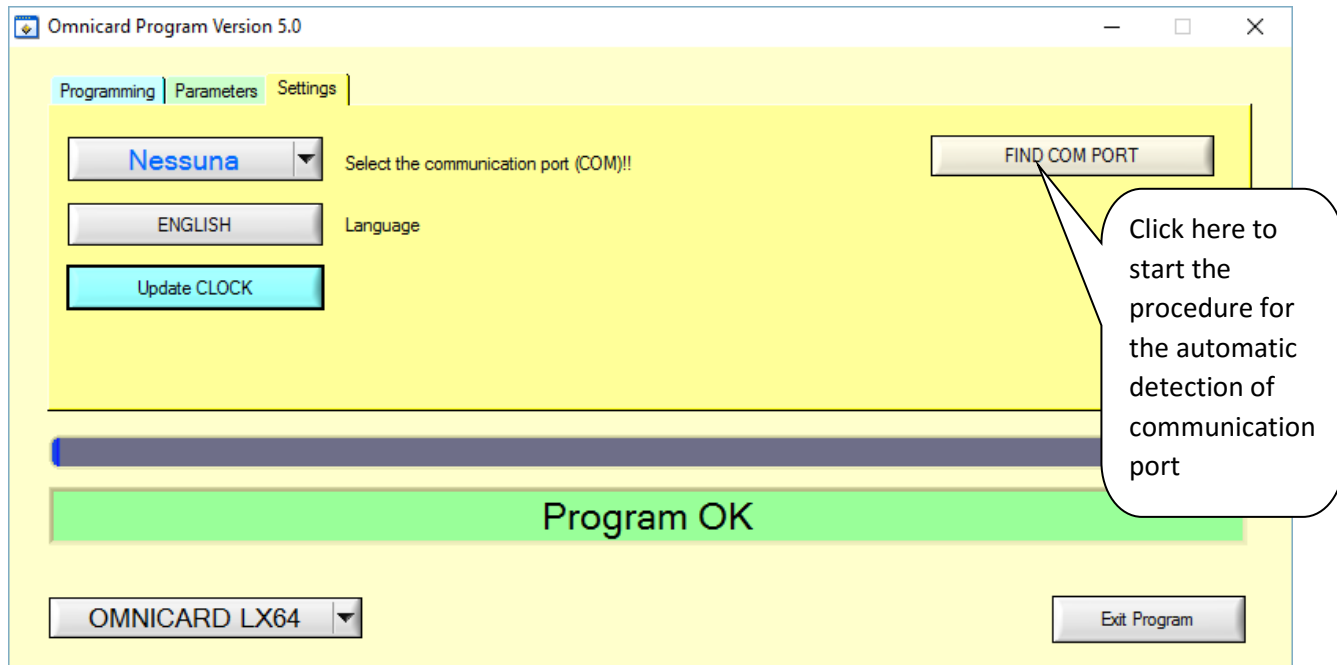 Omnicard Program Version 5.0
Programming Parameters Settings
Nessuna Select the communication port (COM)!! FIND COM PORT
ENGLISH Language
Update CLOCK
Click here to
start the
procedure for
the automatic
detection of
communication
port
Program OK
OMNICARD LX64 Exit Program